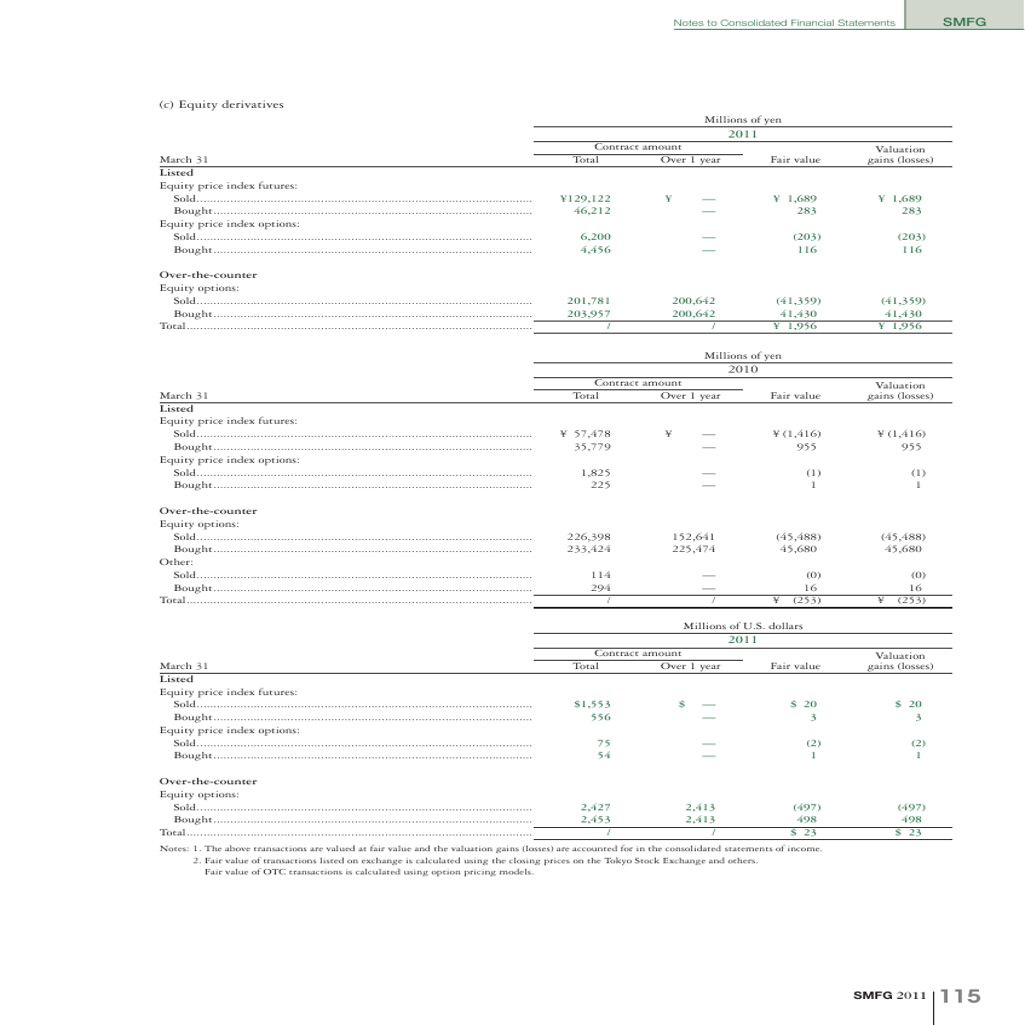 Notes to Consolidated Financial Statements SMFG
(c) Equity derivatives
Millions of yen
2011
Contract amount Valuation
March 31 Total Over 1 year Fair value gains (losses)
Listed
Equity price index futures:
Sold ¥129,122 ¥ — ¥ 1,689 ¥ 1,689
Bought 46,212 — 283 283
Equity price index options:
Sold 6,200 — (203) (203)
Bought 4,456 — 116 116
Over-the-counter
Equity options:
Sold 201,781 200,642 (41,359) (41,359)
Bought 203,957 200,642 41,430 41,430
Total / / ¥ 1,956 ¥ 1,956
Millions of yen
2010
Contract amount Valuation
March 31 Total Over 1 year Fair value gains (losses)
Listed
Equity price index futures:
Sold ¥ 57,478 ¥ — ¥ (1,416) ¥ (1,416)
Bought 35,779 — 955 955
Equity price index options:
Sold 1,825 — (1) (1)
Bought 225 — 1 1
Over-the-counter
Equity options:
Sold 226,398 152,641 (45,488) (45,488)
Bought 233,424 225,474 45,680 45,680
Other:
Sold 114 — (0) (0)
Bought 294 — 16 16
Total / / ¥ (253) ¥ (253)
Millions of U.S. dollars
2011
Contract amount Valuation
March 31 Total Over 1 year Fair value gains (losses)
Listed
Equity price index futures:
Sold $1,553 $ — $ 20 $ 20
Bought 556 — 3 3
Equity price index options:
Sold 75 — (2) (2)
Bought 54 — 1 1
Over-the-counter
Equity options:
Sold 2,427 2,413 (497) (497)
Bought 2,453 2,413 498 498
Total / / $ 23 $ 23
Notes: 1. The above transactions are valued at fair value and the valuation gains (losses) are accounted for in the consolidated statements of income.
2. Fair value of transactions listed on exchange is calculated using the closing prices on the Tokyo Stock Exchange and others.
Fair value of OTC transactions is calculated using option pricing models.
SMFG 2011 115